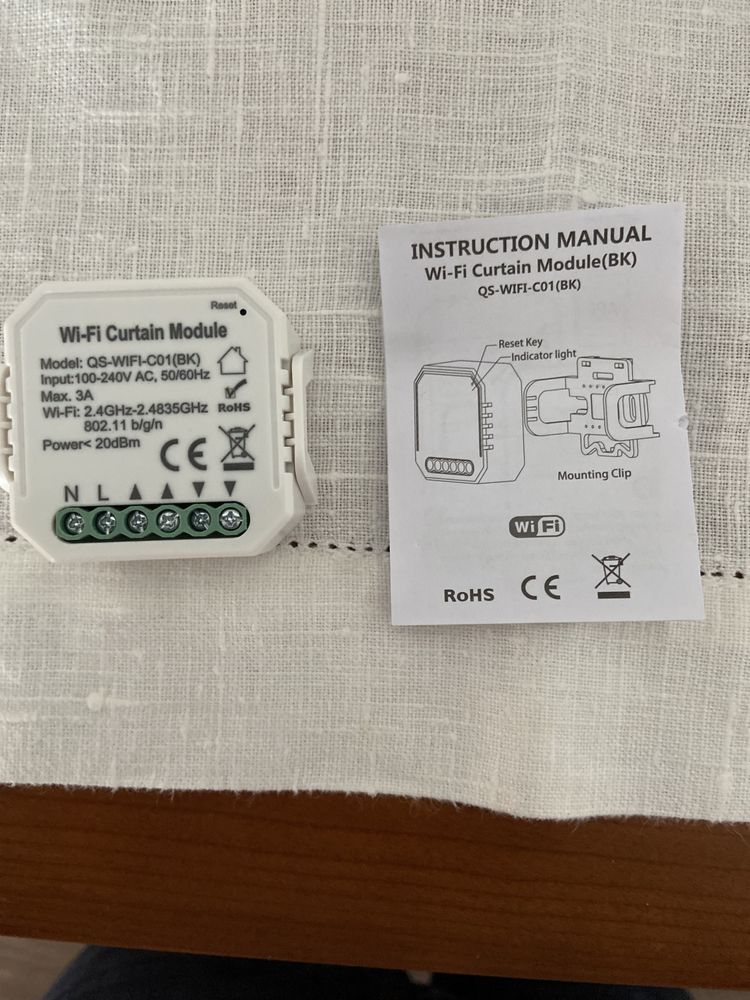 Reset
Wi-Fi Curtain Module
Model: QS-WIFI-C01(BK)
Input:100-240V AC, 50/60Hz
Max. 3A
RoHS
Wi-Fi: 2.4GHz-2.4835GHz
802.11 b/g/n
Power< 20dBm
CE
N L ▲ ▲ ▼ ▼
INSTRUCTION MANUAL
Wi-Fi Curtain Module(BK)
QS-WIFI-C01(BK)
Reset Key
Indicator light
Mounting Clip
WiFi
RoHS CE